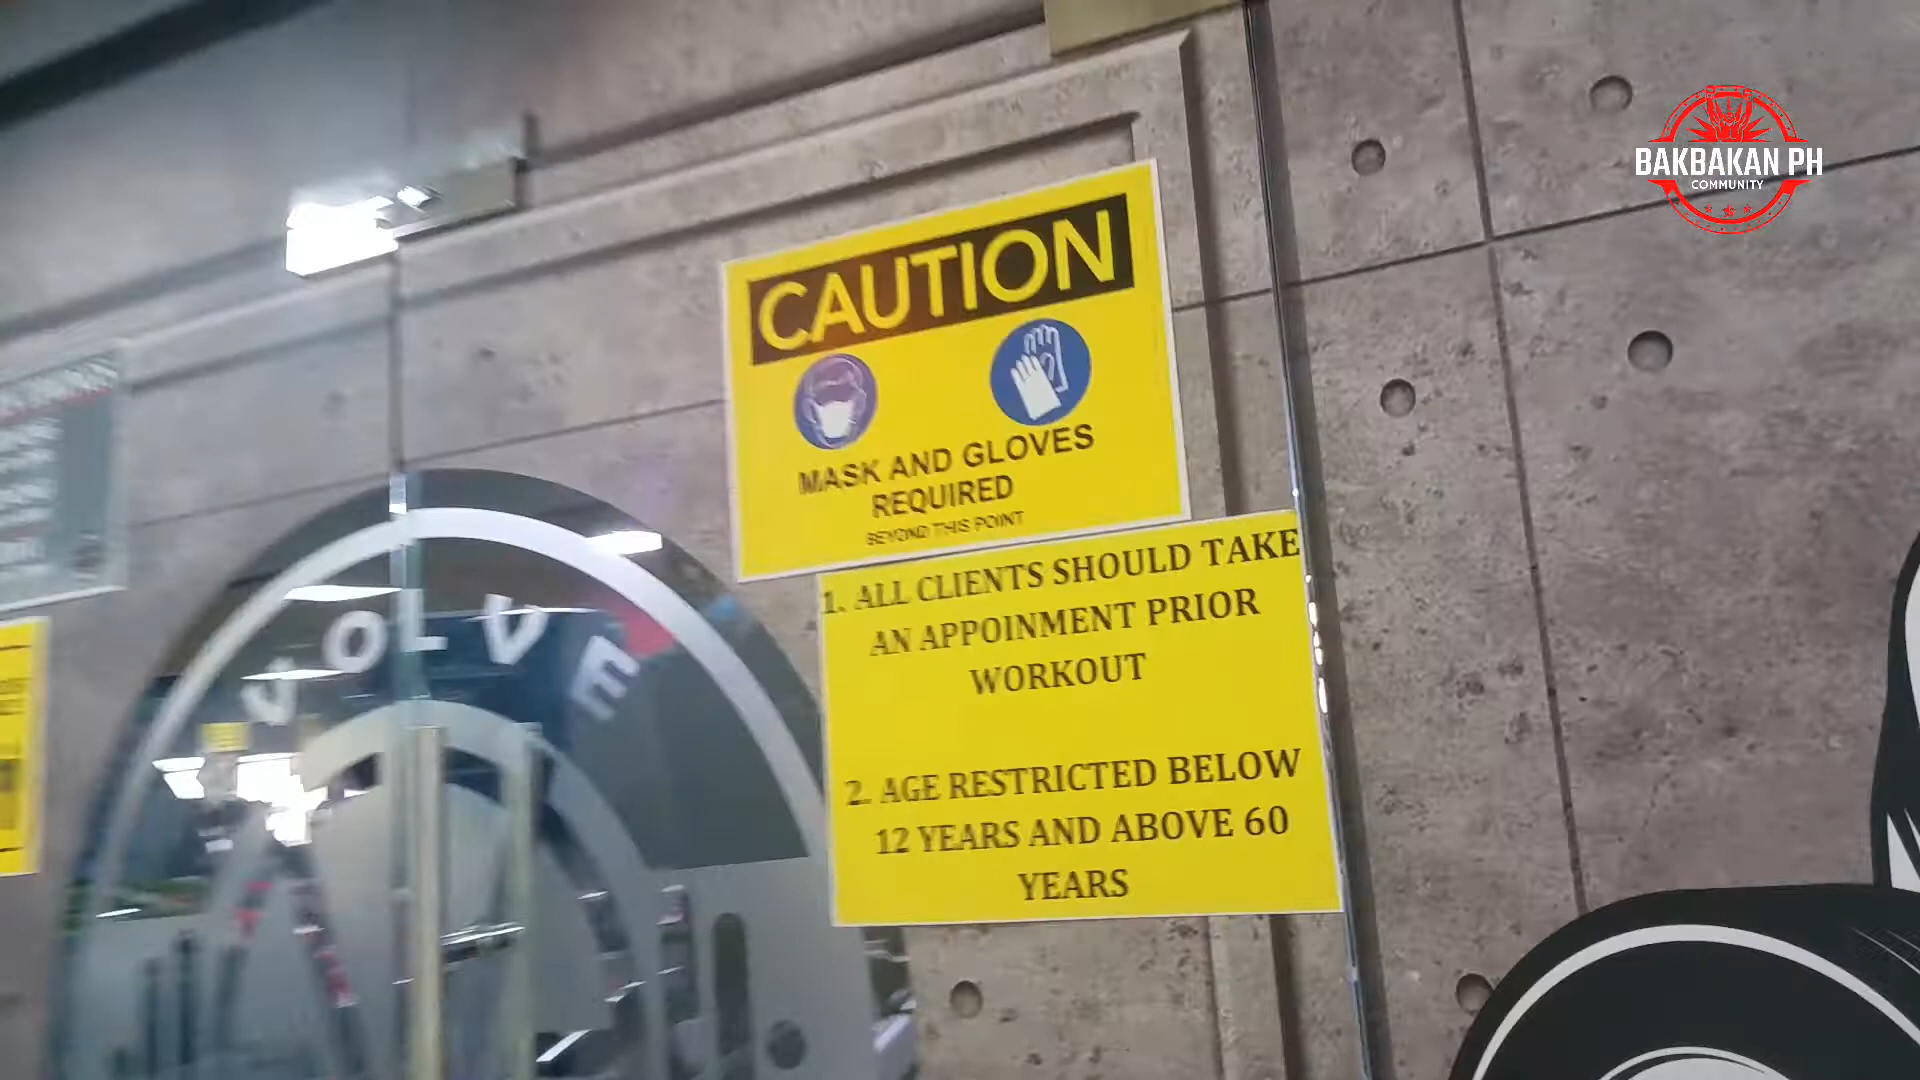 BAKBAKAN PH
COMMUNITY
CAUTION
MASK AND GLOVES
REQUIRED
BEYOND THIS POINT
1. ALL CLIENTS SHOULD TAKE
AN APPOINMENT PRIOR
WORKOUT
2. AGE RESTRICTED BELOW
12 YEARS AND ABOVE 60
YEARS
VOLVE